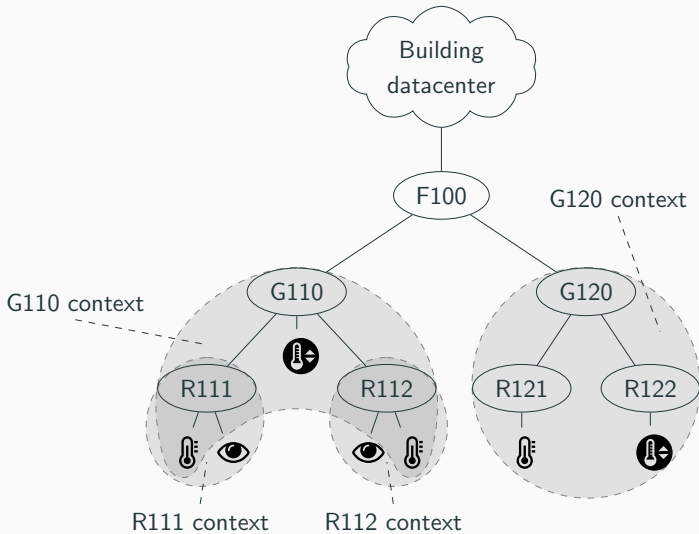 Building
datacenter
F100
G120 context
G110
G120
G110 context
R111
R112
R121
R122
R111 context
R112 context